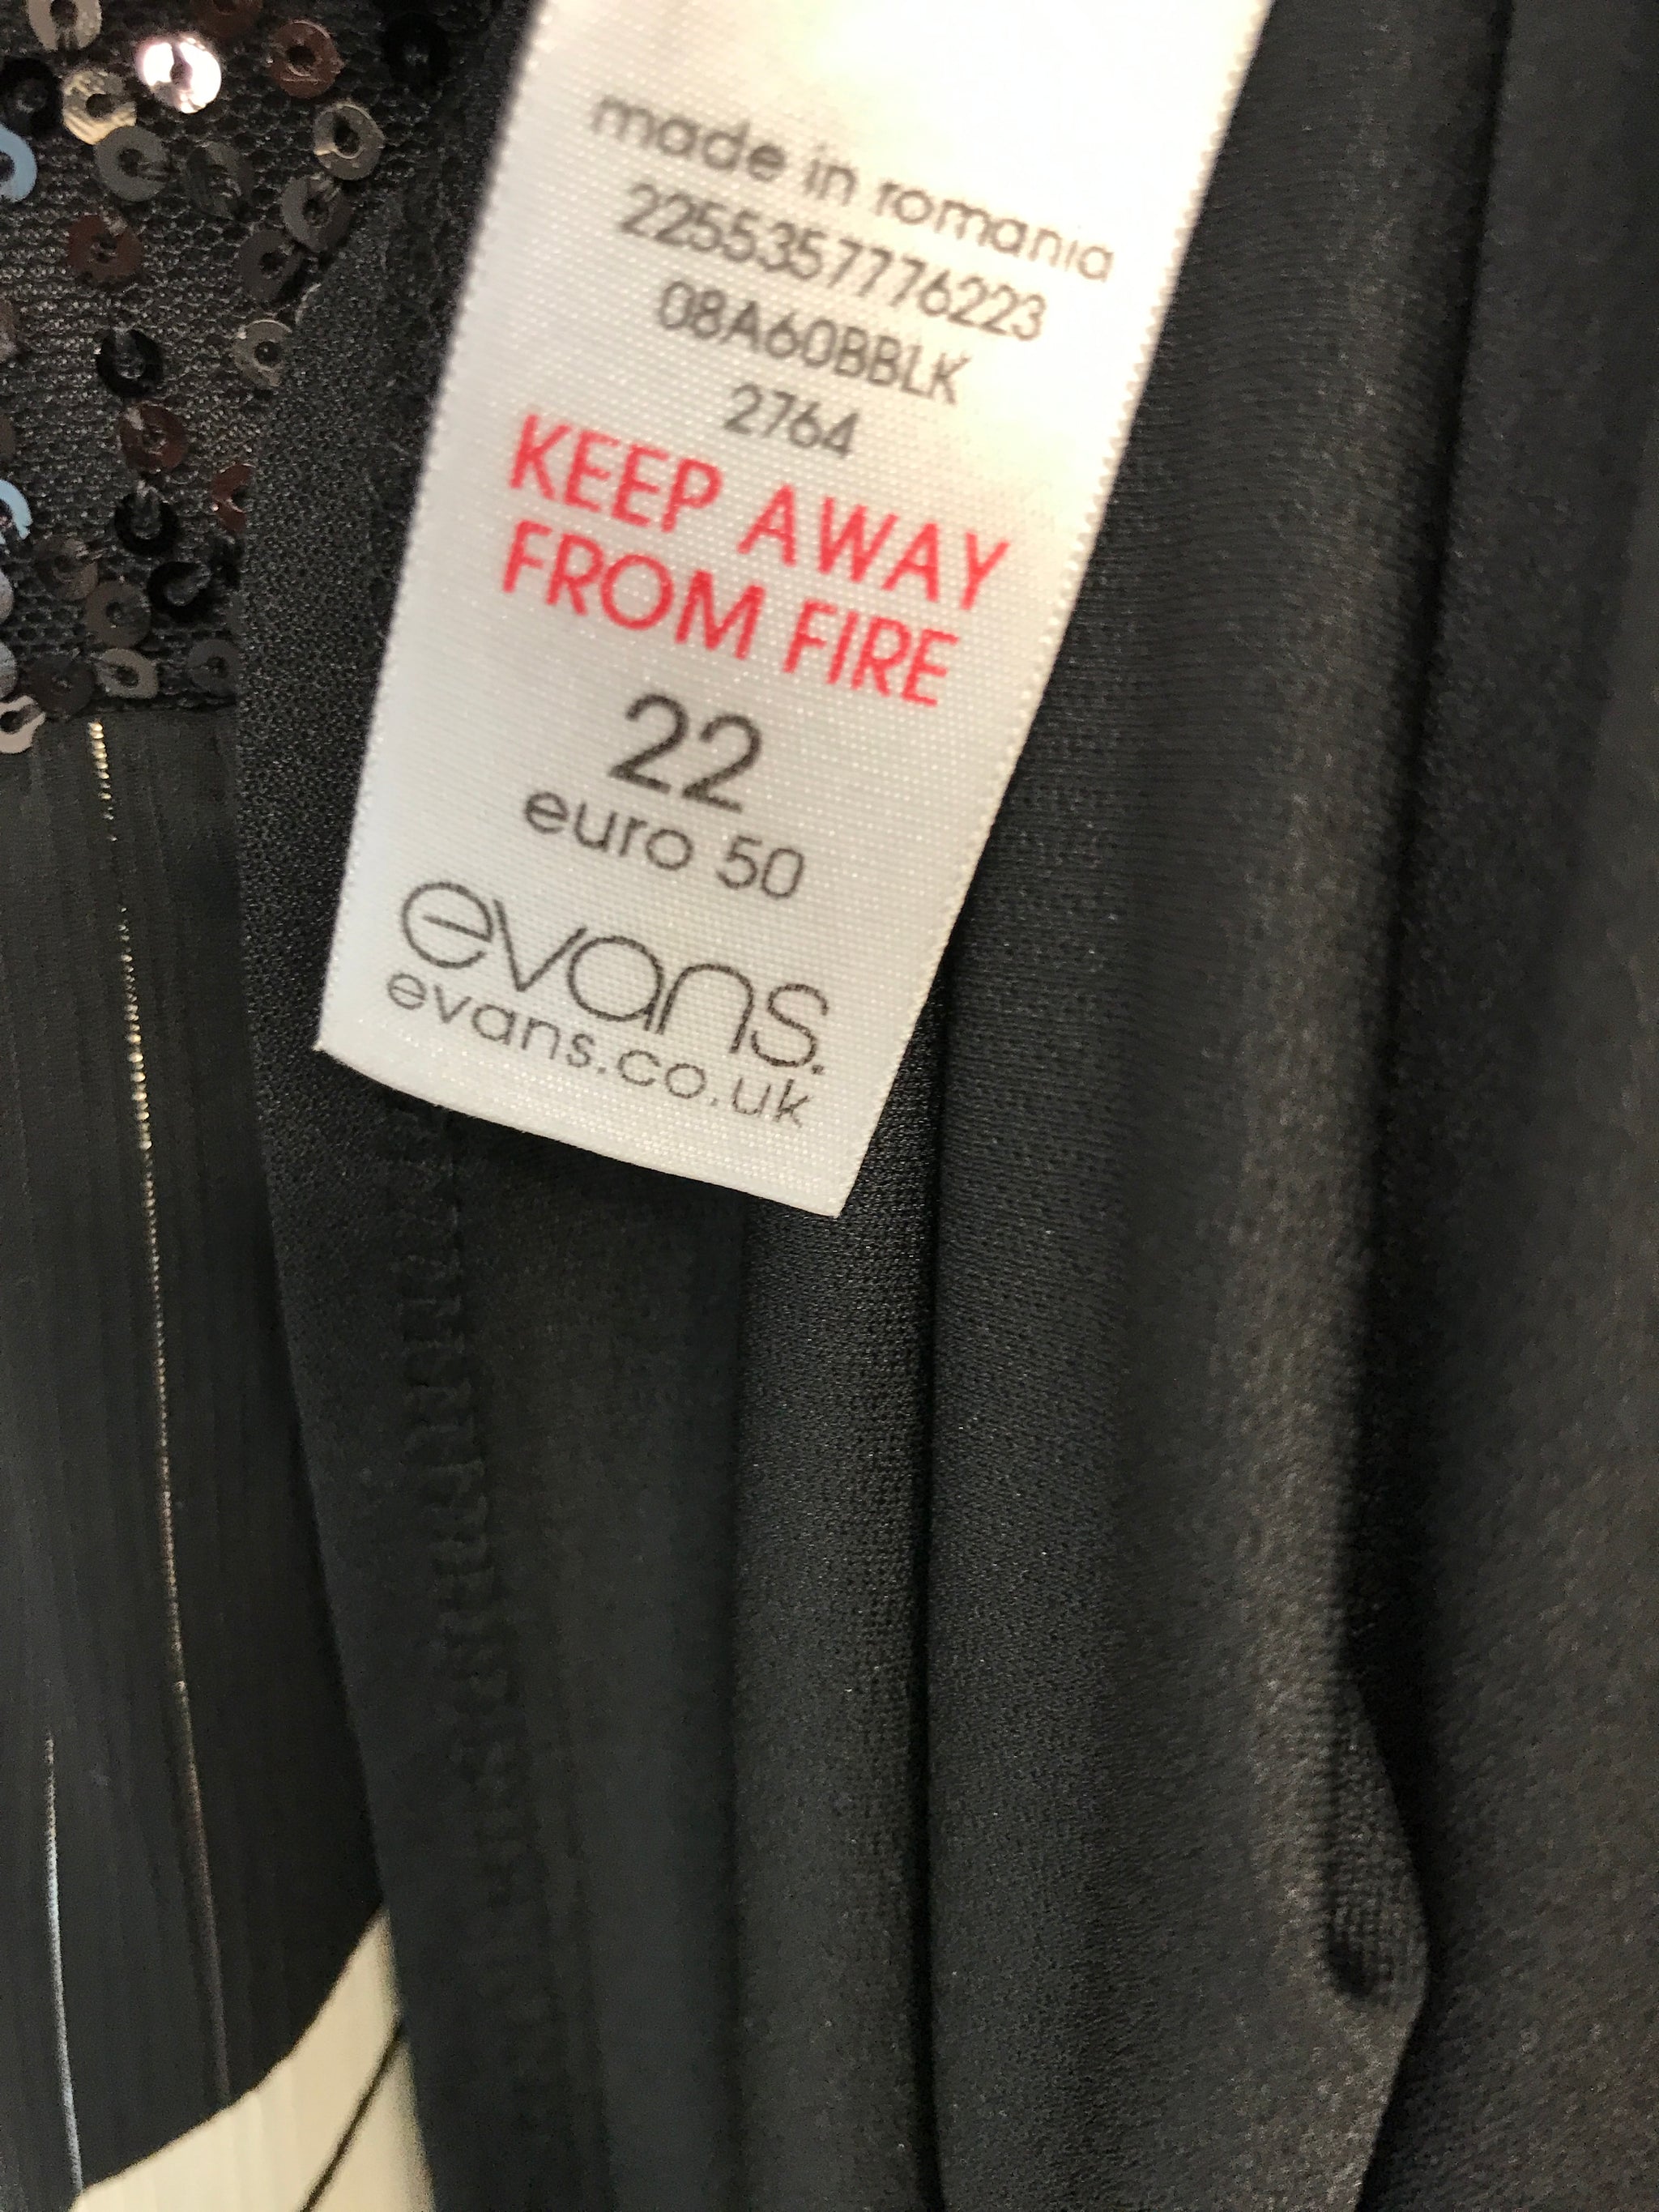 made in romania
2255357776223
08A60BBLK
2764
KEEP AWAY
FROM FIRE
22
euro 50
evans.
evans.co.uk